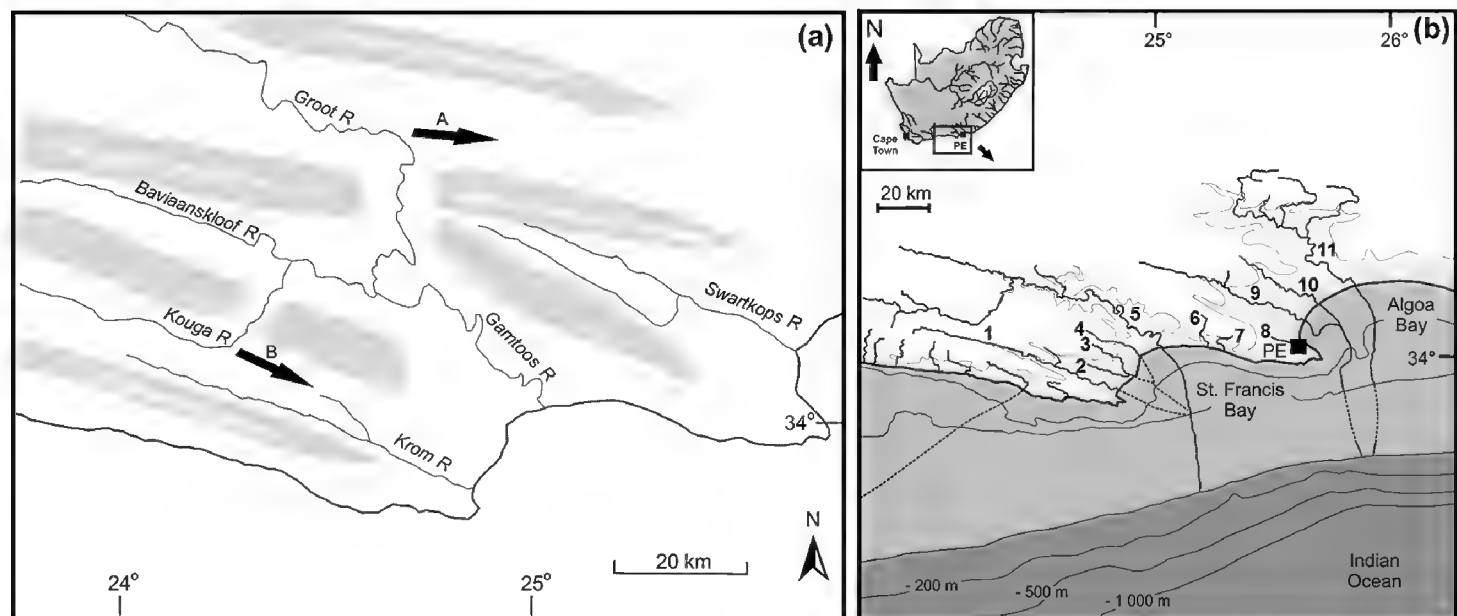 (a)
Groot R
A
Baviaanskloof R
Kouga R
B
Swartkops R
Gamtoos R
Krom R
34°
N
20 km
24°
25°
25°
26°
(b)
N
Cape
Town
PE
20 km
11
10
9
5
6
4
7
8
3
1
2
PE
Algoa
Bay
34°
St. Francis
Bay
- 200 m
- 500 m
- 1 000 m
Indian
Ocean